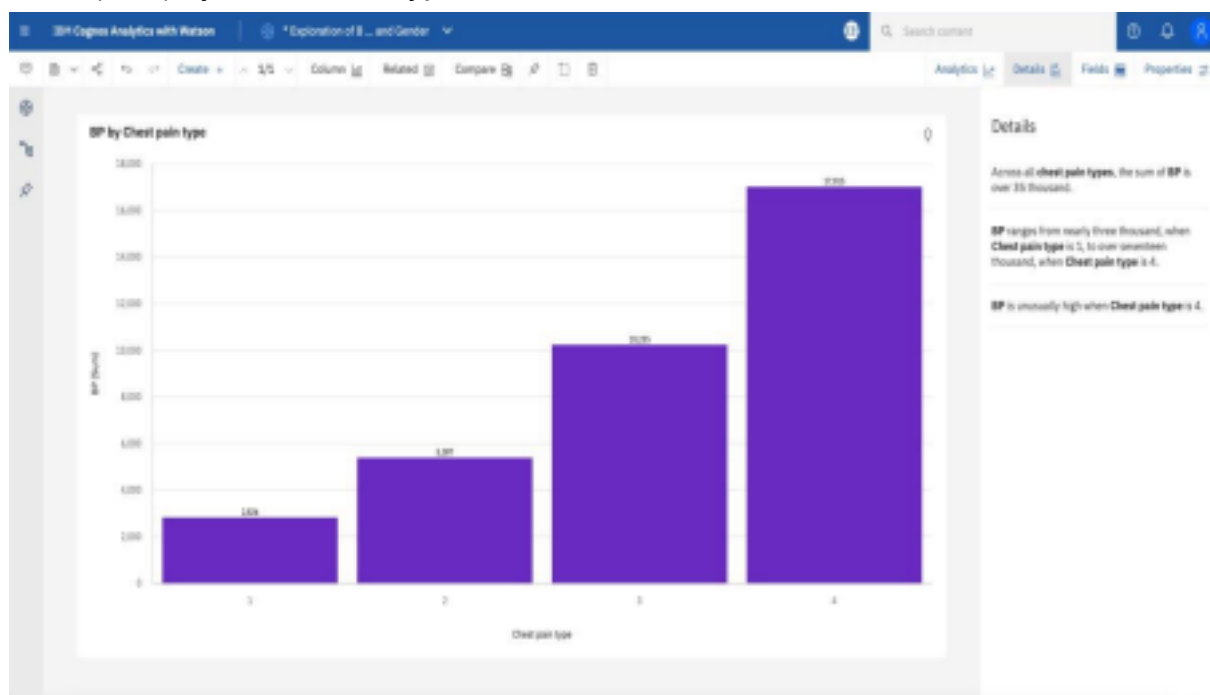 IBM Cognos Analytics with Watson
* Exploration of B ... and Gender
Search content
Create +
1/1
Column
Related
Compare
Analytics
Details
Fields
Properties
BP by Chest pain type
18,000
16,000
14,000
12,000
10,000
8,000
6,000
4,000
2,000
0
BP (Sum)
1
2
3
4
Chest pain type
Details
Across all chest pain types, the sum of BP is
over 35 thousand.
BP ranges from nearly three thousand, when
Chest pain type is 1, to over seventeen
thousand, when Chest pain type is 4.
BP is unusually high when Chest pain type is 4.